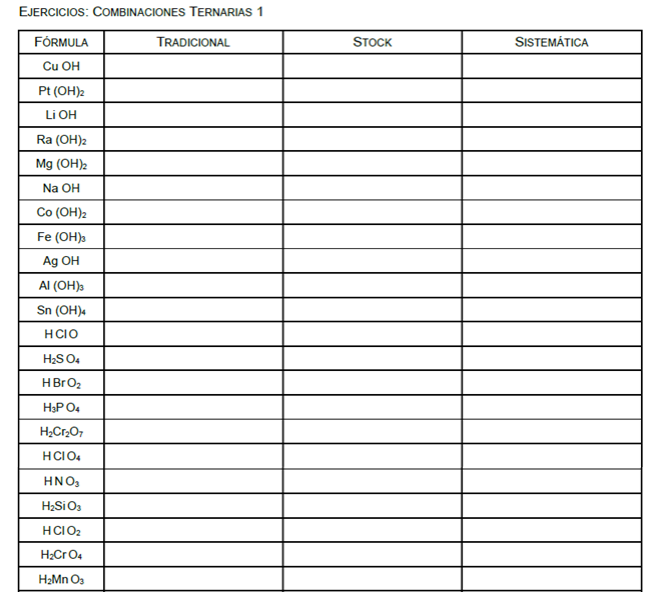 EJERCICIOS: COMBINACIONES TERNARIAS 1
FÓRMULA TRADICIONAL STOCK SISTEMÁTICA
Cu OH
Pt (OH)₂
Li OH
Ra (OH)₂
Mg (OH)₂
Na OH
Co (OH)₂
Fe (OH)₃
Ag OH
Al (OH)₃
Sn (OH)₄
H Cl O
H₂S O₄
H Br O₂
H₃P O₄
H₂Cr₂O₇
H Cl O₄
H N O₃
H₂Si O₃
H Cl O₂
H₂Cr O₄
H₂Mn O₃